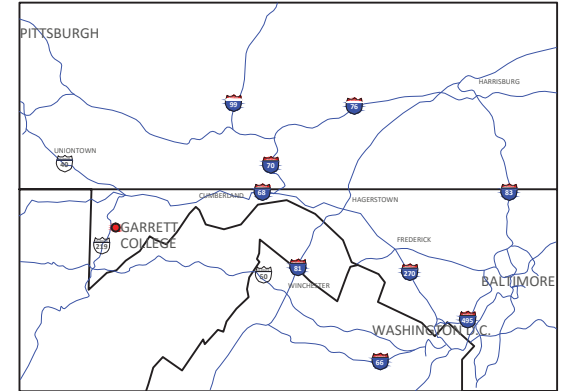 PITTSBURGH
HARRISBURG
99
76
UNIONTOWN
40
70
68
83
CUMBERLAND
HAGERSTOWN
GARRETT
COLLEGE
219
FREDERICK
81
50
270
WINCHESTER
BALTIMORE
495
WASHINGTON D.C.
66